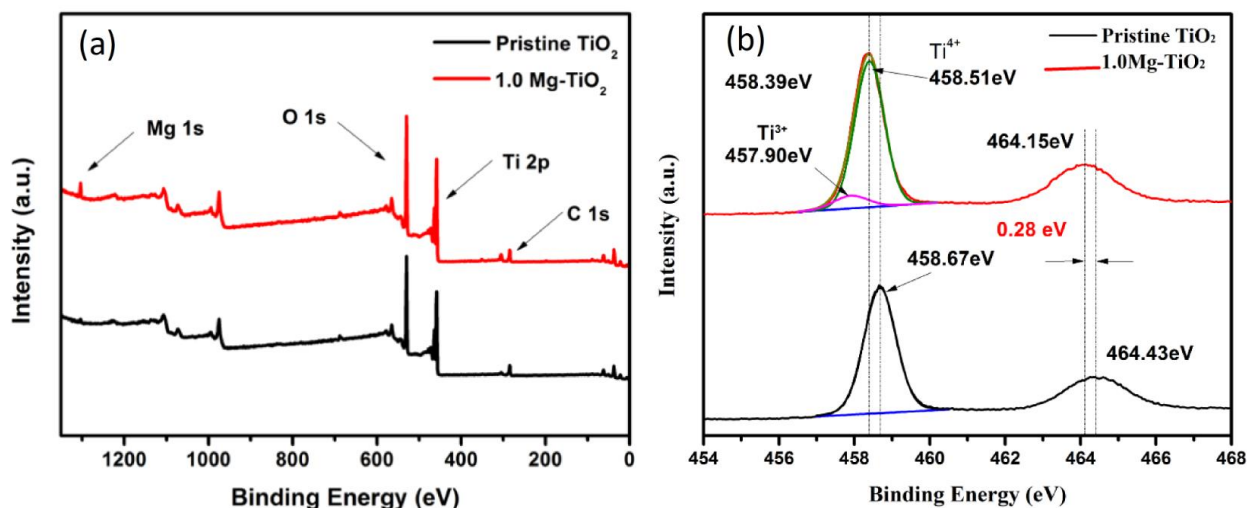 (a)
Pristine TiO₂
1.0 Mg-TiO₂
Mg 1s
O 1s
Ti 2p
C 1s
Intensity (a.u.)
1200 1000 800 600 400 200 0
Binding Energy (eV)
(b)
Pristine TiO₂
1.0Mg-TiO₂
Ti⁴⁺
458.39eV
458.51eV
Ti³⁺
457.90eV
464.15eV
0.28 eV
458.67eV
464.43eV
Intensity (a.u.)
454 456 458 460 462 464 466 468
Binding Energy (eV)